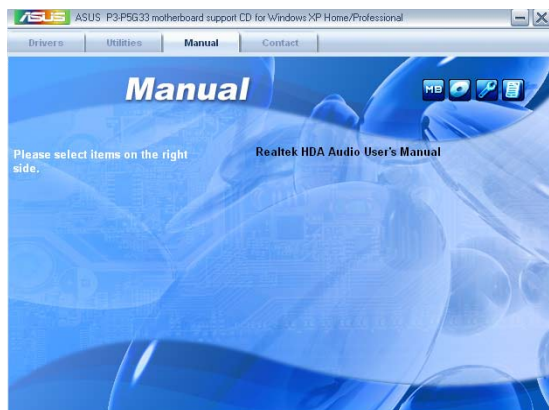 ASUS ASUS P3-P5G33 motherboard support CD for Windows XP Home/Professional
Drivers Utilities Manual Contact
Manual
MB
Please select items on the right
side.
Realtek HDA Audio User's Manual